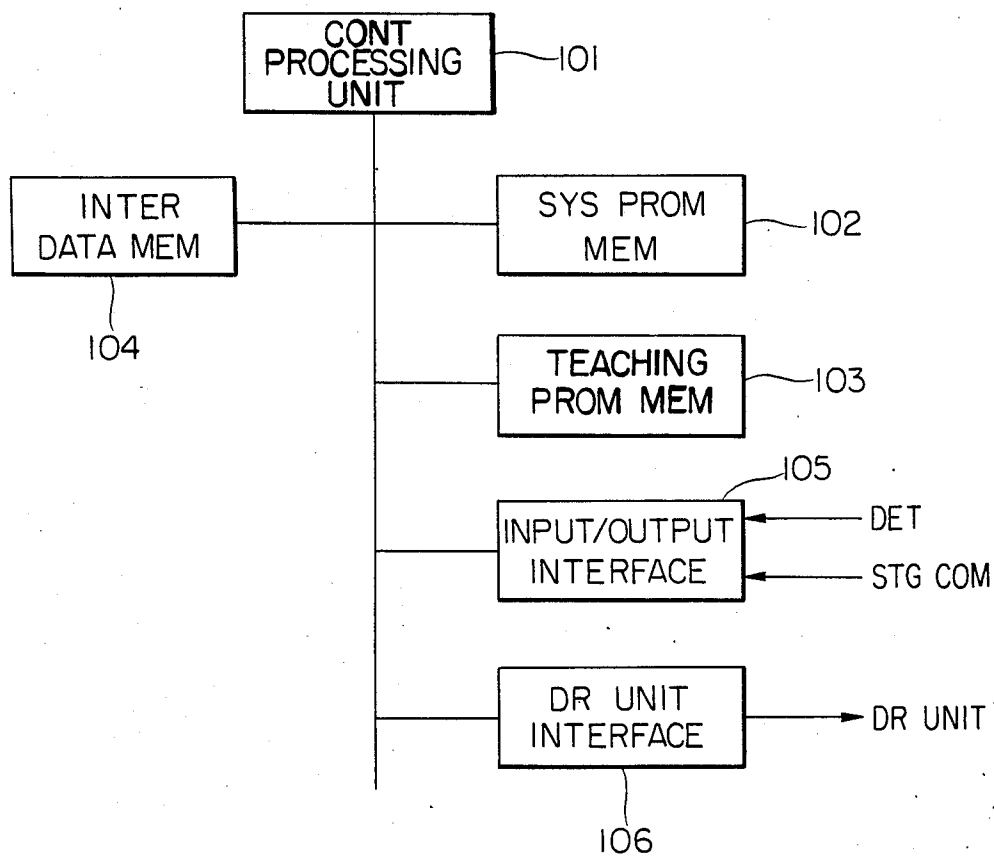 CONT
PROCESSING
UNIT
101
INTER
DATA MEM
104
SYS PROM
MEM
102
TEACHING
PROM MEM
103
105
INPUT/OUTPUT
INTERFACE
DET
STG COM
DR UNIT
INTERFACE
DR UNIT
106